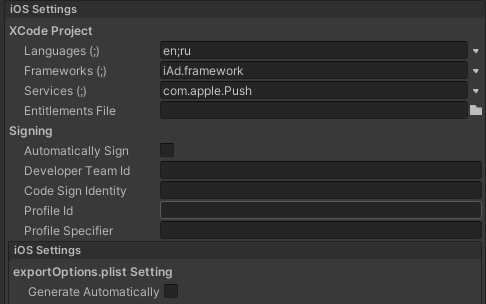 iOS Settings
XCode Project
Languages (;) en;ru
Frameworks (;) iAd.framework
Services (;) com.apple.Push
Entitlements File
Signing
Automatically Sign
Developer Team Id
Code Sign Identity
Profile Id
Profile Specifier
iOS Settings
exportOptions.plist Setting
Generate Automatically